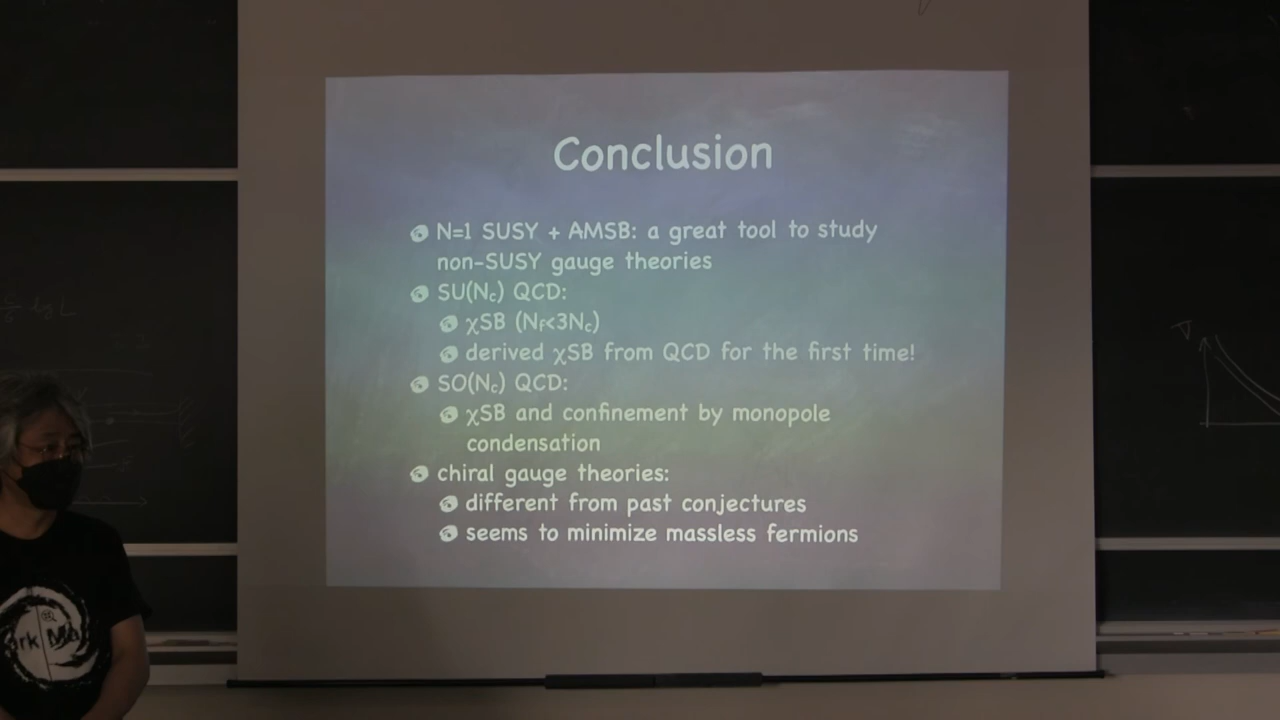 Conclusion
N=1 SUSY + AMSB: a great tool to study
non-SUSY gauge theories
SU(Nc) QCD:
χSB (NF<3Nc)
derived χSB from QCD for the first time!
SO(Nc) QCD:
χSB and confinement by monopole
condensation
chiral gauge theories:
different from past conjectures
seems to minimize massless fermions